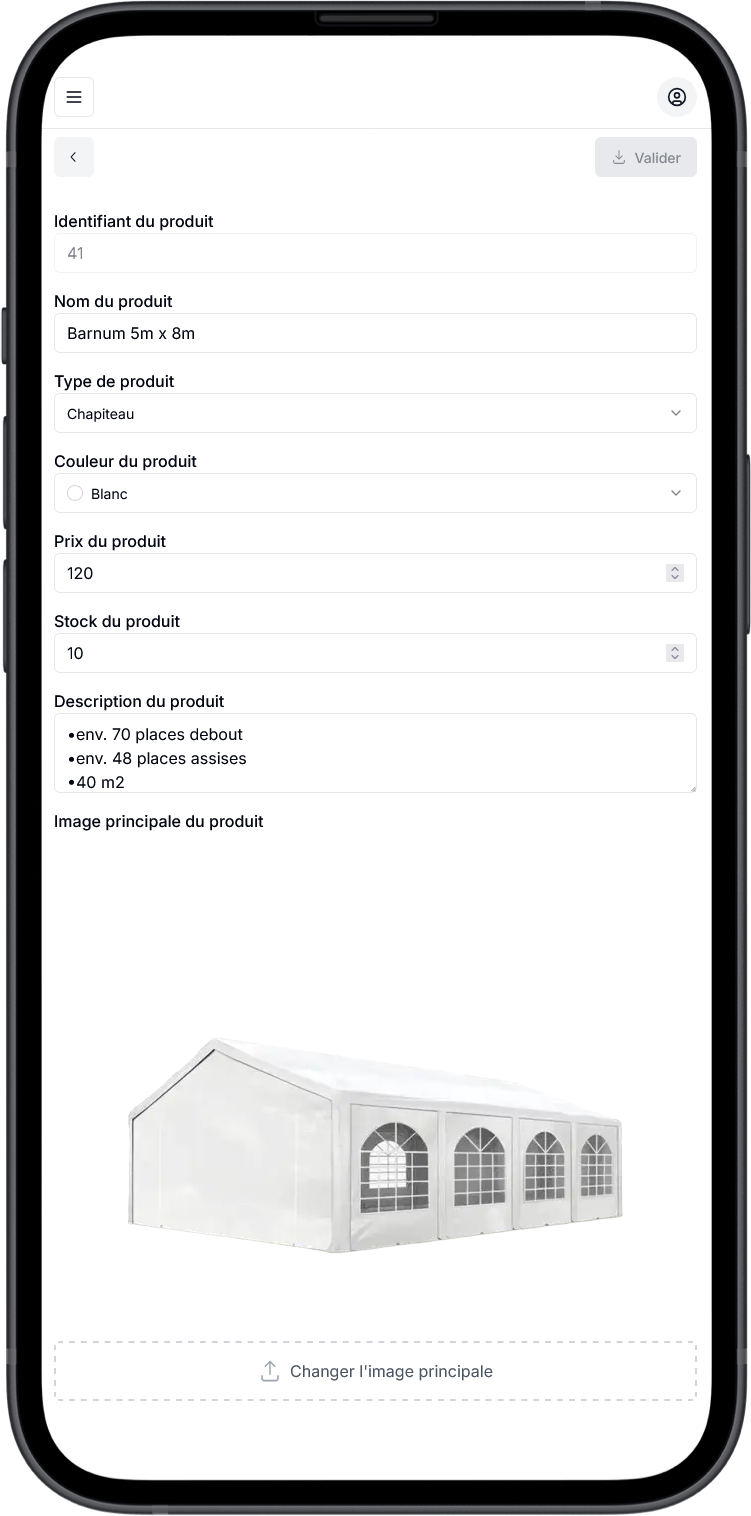 Valider
Identifiant du produit
41
Nom du produit
Barnum 5m x 8m
Type de produit
Chapiteau
Couleur du produit
Blanc
Prix du produit
120
Stock du produit
10
Description du produit
•env. 70 places debout
•env. 48 places assises
•40 m2
Image principale du produit
Changer l'image principale